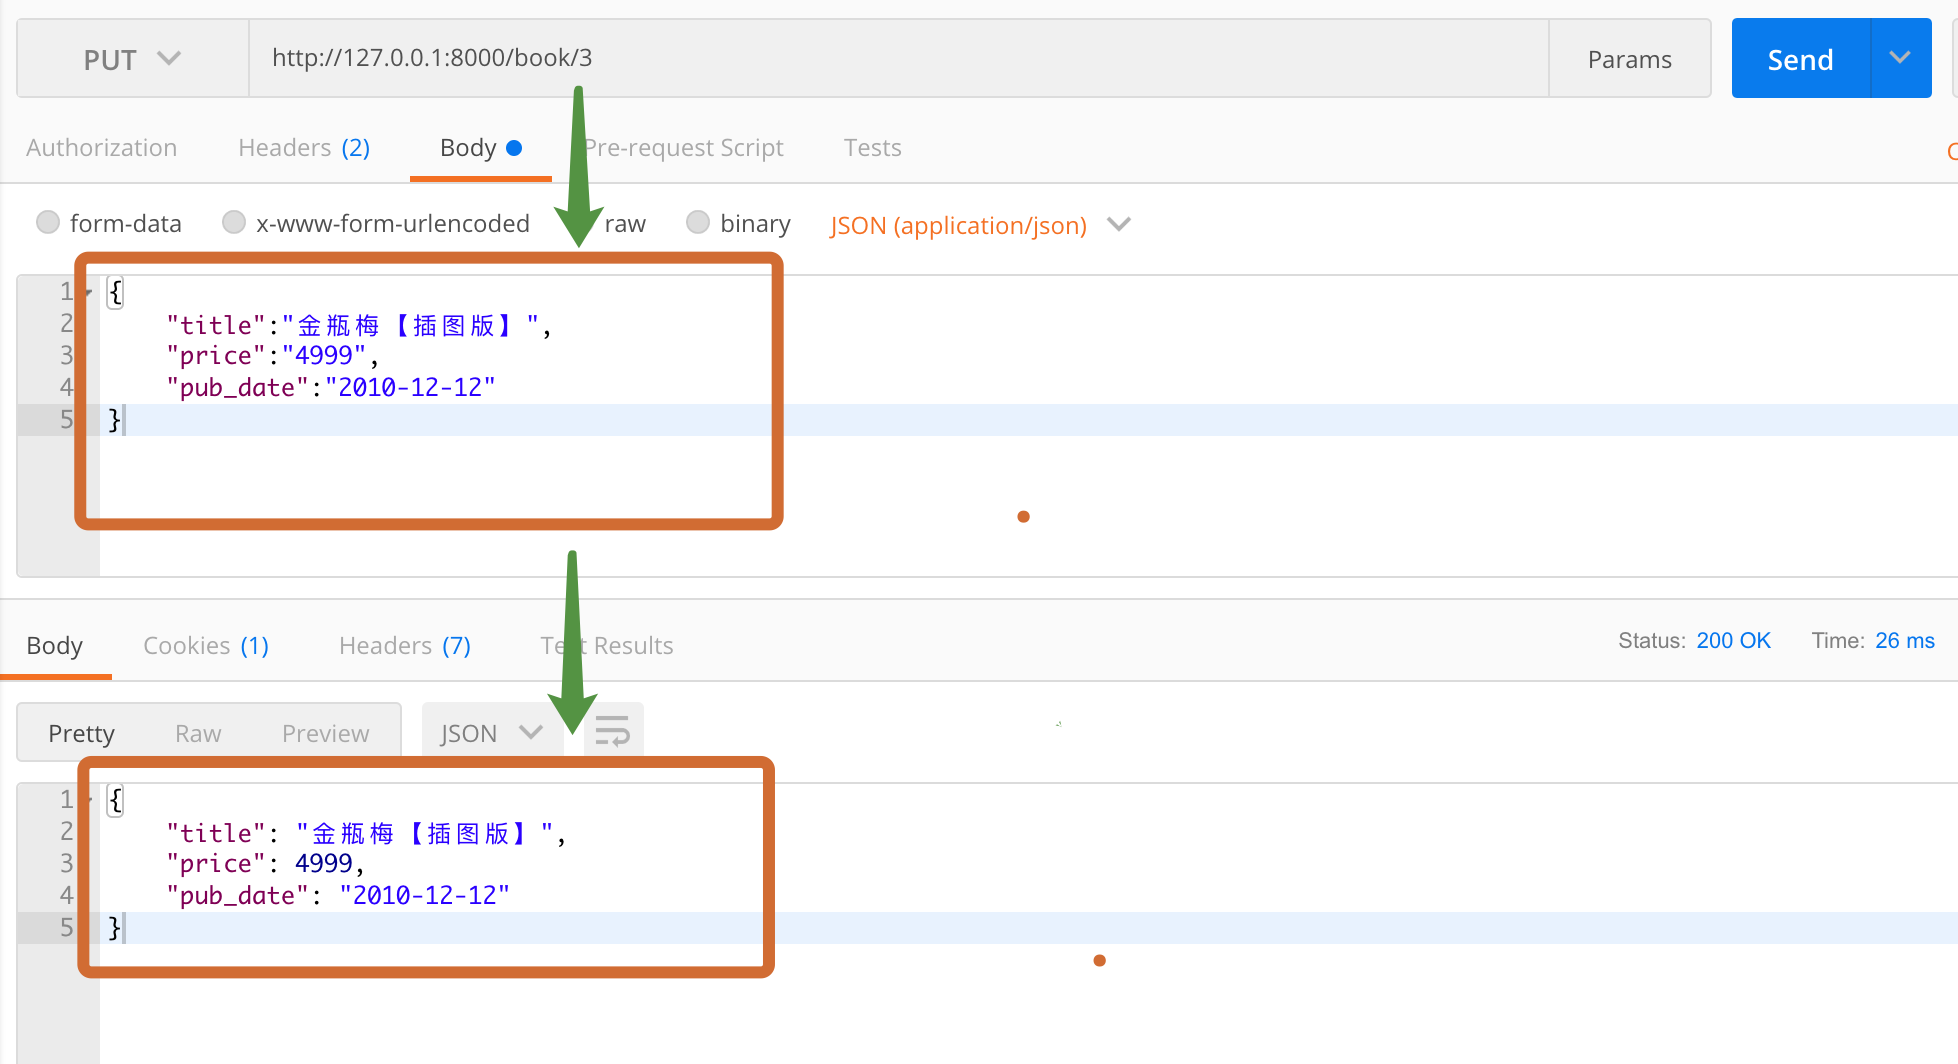 PUT http://127.0.0.1:8000/book/3 Params Send
Authorization Headers (2) Body Pre-request Script Tests
form-data x-www-form-urlencoded raw binary JSON (application/json)
1 {
2 "title":"金瓶梅【插图版】",
3 "price":"4999",
4 "pub_date":"2010-12-12"
5 }
Body Cookies (1) Headers (7) Test Results Status: 200 OK Time: 26 ms
Pretty Raw Preview JSON
1 {
2 "title": "金瓶梅【插图版】",
3 "price": 4999,
4 "pub_date": "2010-12-12"
5 }